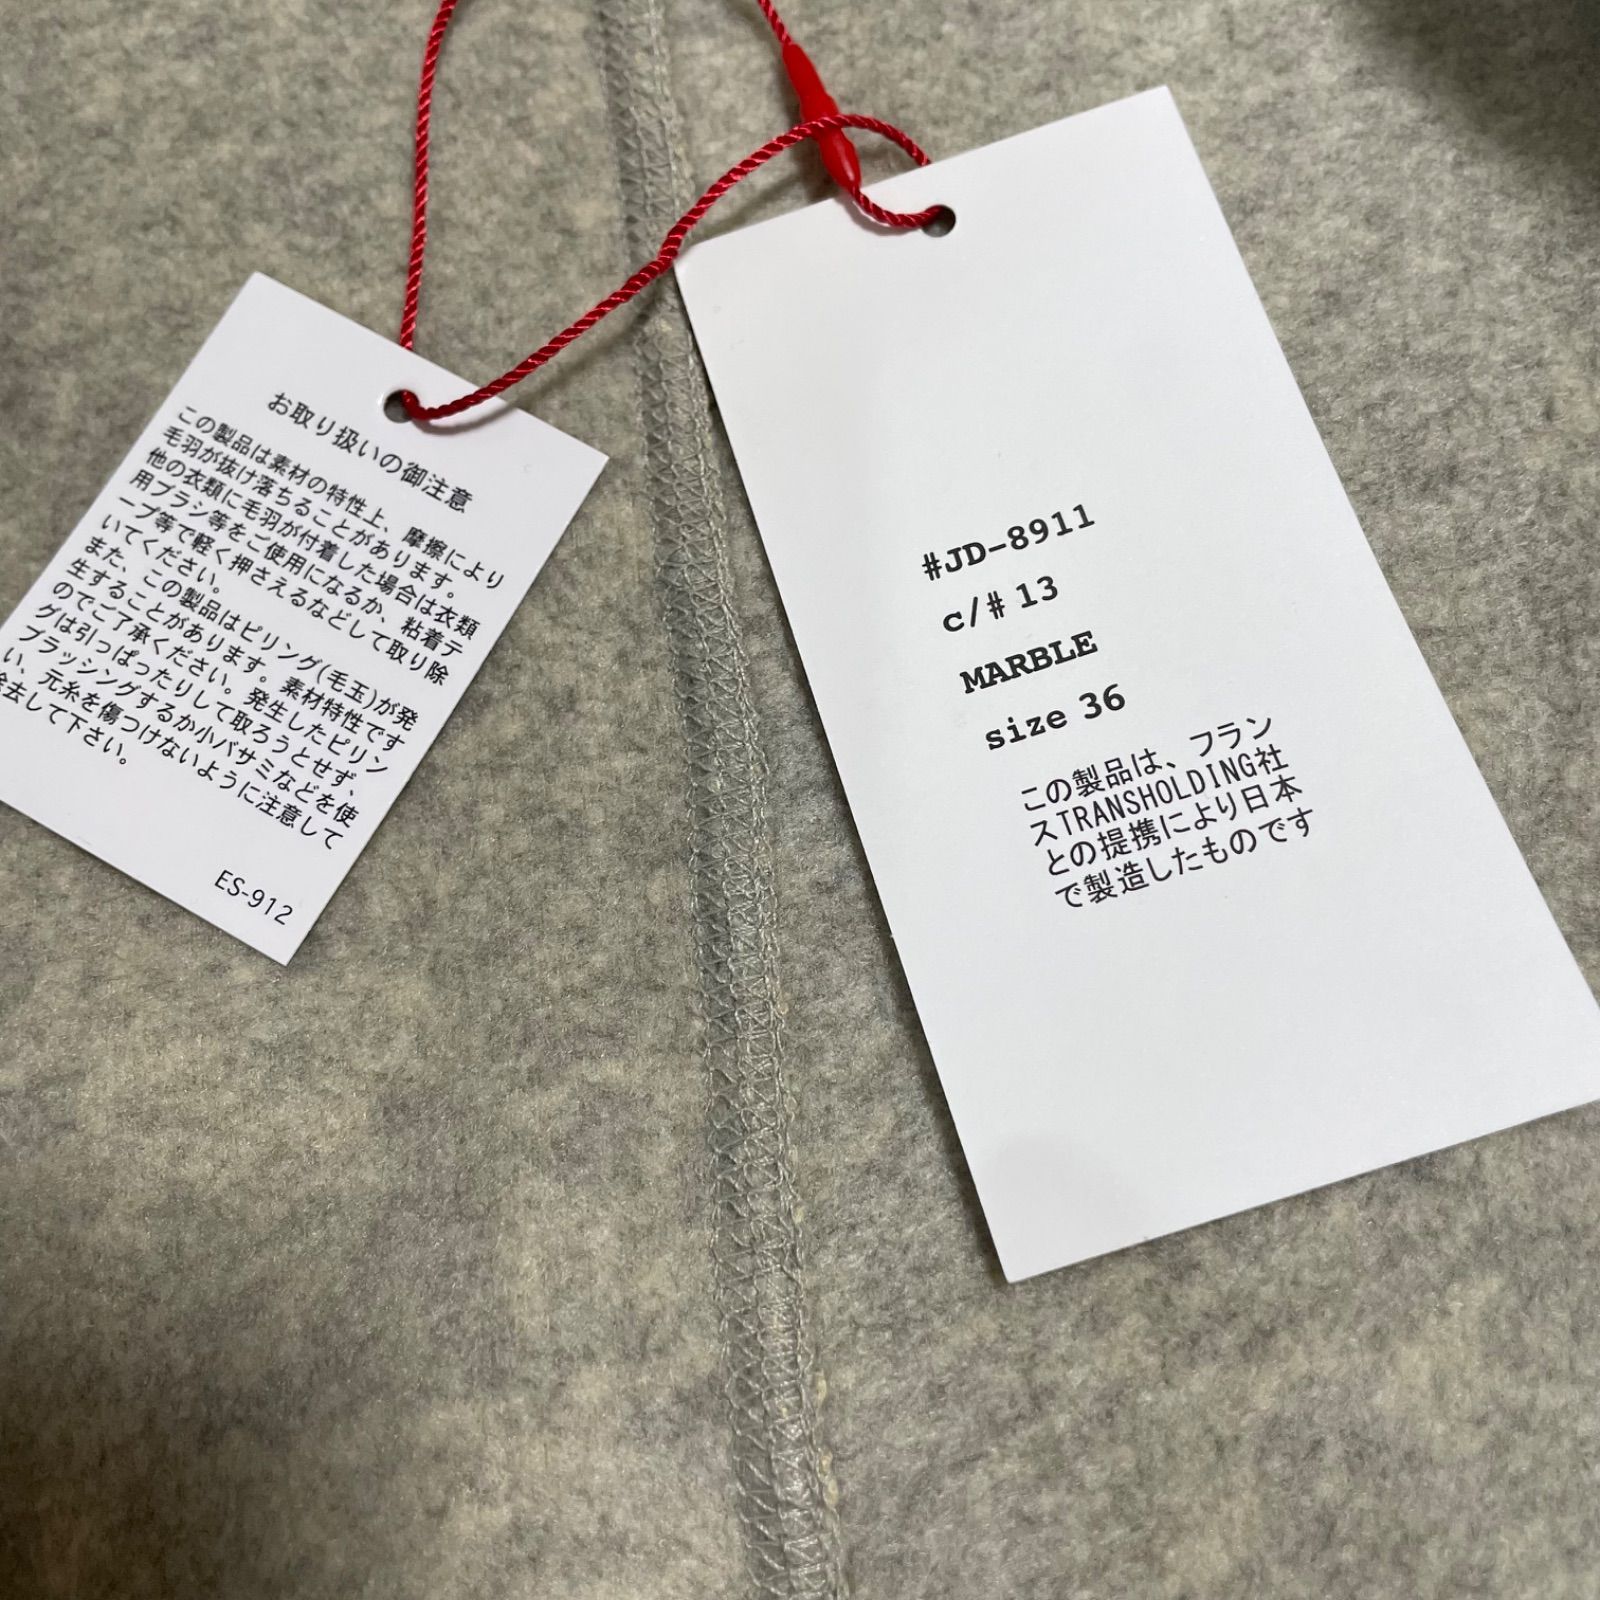 お取り扱いの御注意
この製品は素材の特性上、摩擦により
毛羽が抜け落ちることがあります。
他の衣類に毛羽が付着した場合は衣類
用ブラシ等をご使用になるか、粘着テ
ープ等で軽く押さえるなどして取り除
いてください。
また、この製品はピリング(毛玉)が発
生することがあります。素材特性です
のでご了承ください。発生したピリン
グは引っぱったりして取ろうとせず、
ブラッシングするか小バサミなどを使
い、元糸を傷つけないように注意して
除去して下さい。
ES-912
#JD-8911
c/# 13
MARBLE
size 36
この製品は、フラン
スTRANSHOLDING社
との提携により日本
で製造したものです